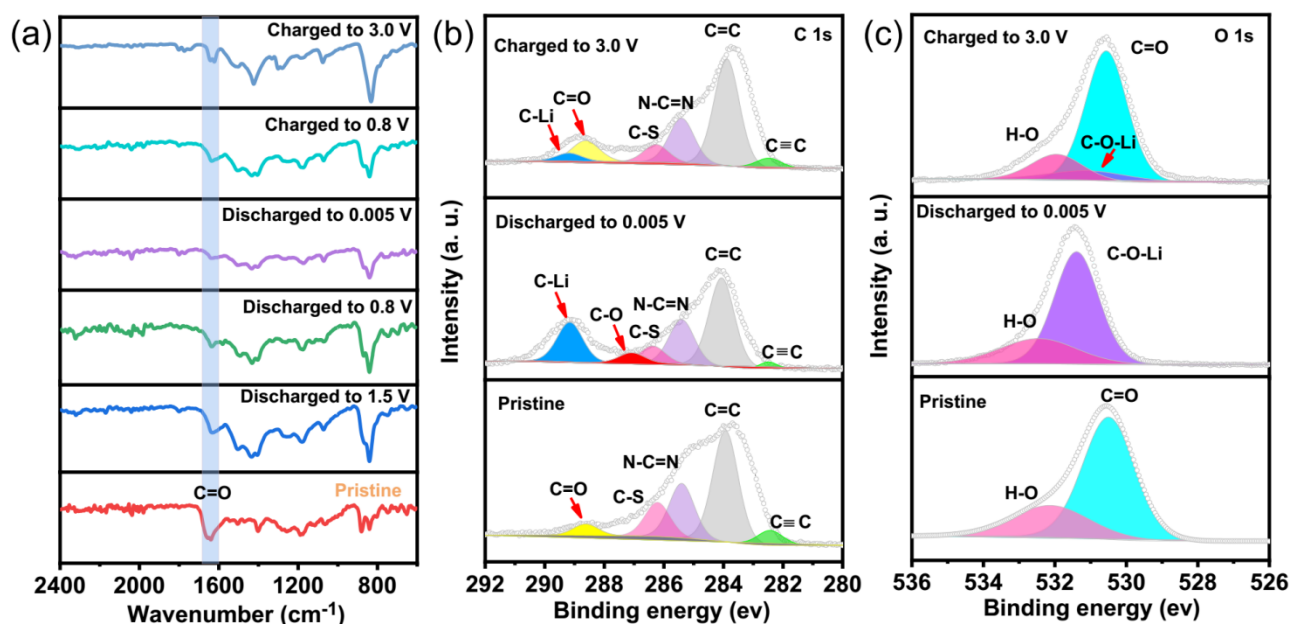 (a)
Charged to 3.0 V
Charged to 0.8 V
Discharged to 0.005 V
Discharged to 0.8 V
Discharged to 1.5 V
C=O
Pristine
2400 2000 1600 1200 800
Wavenumber (cm-1)
(b)
C 1s
Charged to 3.0 V
C=C
C=O
C-Li
N-C=N
C-S
C≡C
Discharged to 0.005 V
C=C
C-Li
N-C=N
C-O
C-S
C≡C
Pristine
C=C
N-C=N
C=O
C-S
C≡C
Intensity (a. u.)
292 290 288 286 284 282 280
Binding energy (ev)
(c)
Charged to 3.0 V
C=O
O 1s
H-O
C-O-Li
Discharged to 0.005 V
C-O-Li
H-O
Pristine
C=O
H-O
Intensity (a. u.)
536 534 532 530 528 526
Binding energy (ev)